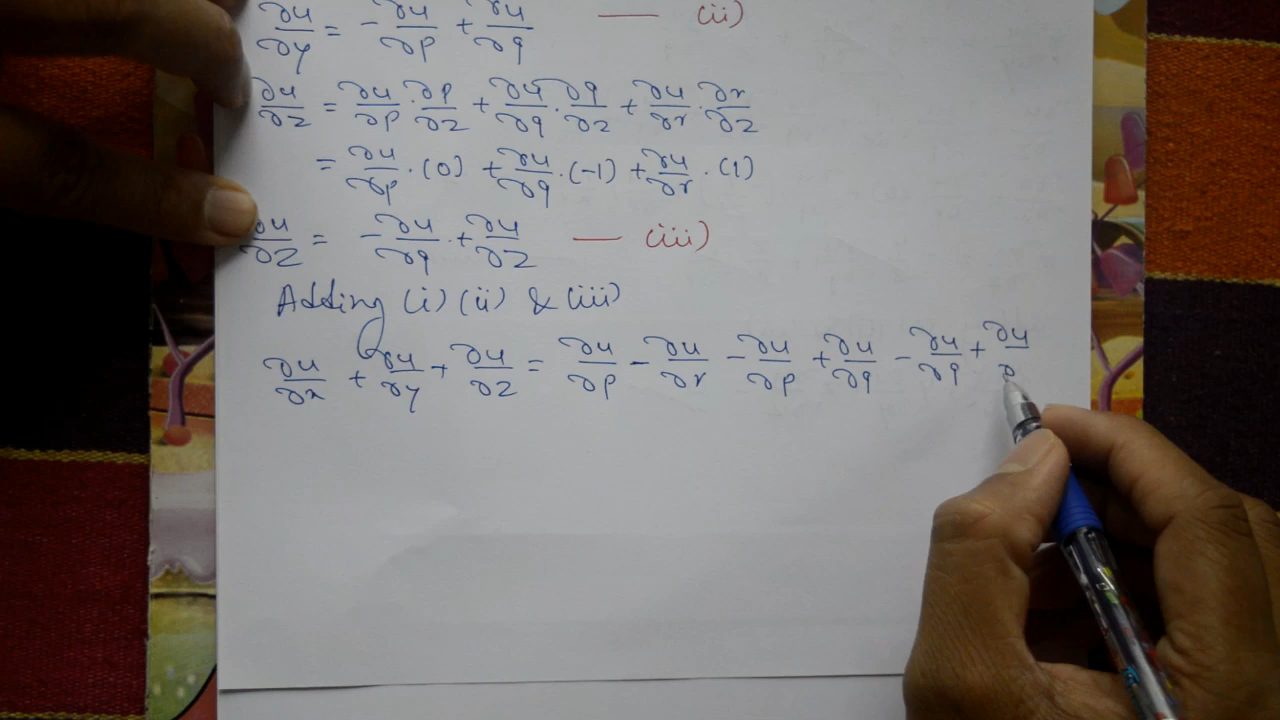 ∂u/∂y = - ∂u/∂p + ∂u/∂q —— (ii)
∂u/∂z = ∂u/∂p · ∂p/∂z + ∂u/∂q · ∂q/∂z + ∂u/∂r · ∂r/∂z
= ∂u/∂p · (0) + ∂u/∂q · (-1) + ∂u/∂r · (1)
∂u/∂z = - ∂u/∂q + ∂u/∂z —— (iii)
Adding (i) (ii) & (iii)
∂u/∂x + ∂u/∂y + ∂u/∂z = ∂u/∂p - ∂u/∂r - ∂u/∂p + ∂u/∂q - ∂u/∂q + ∂u/∂